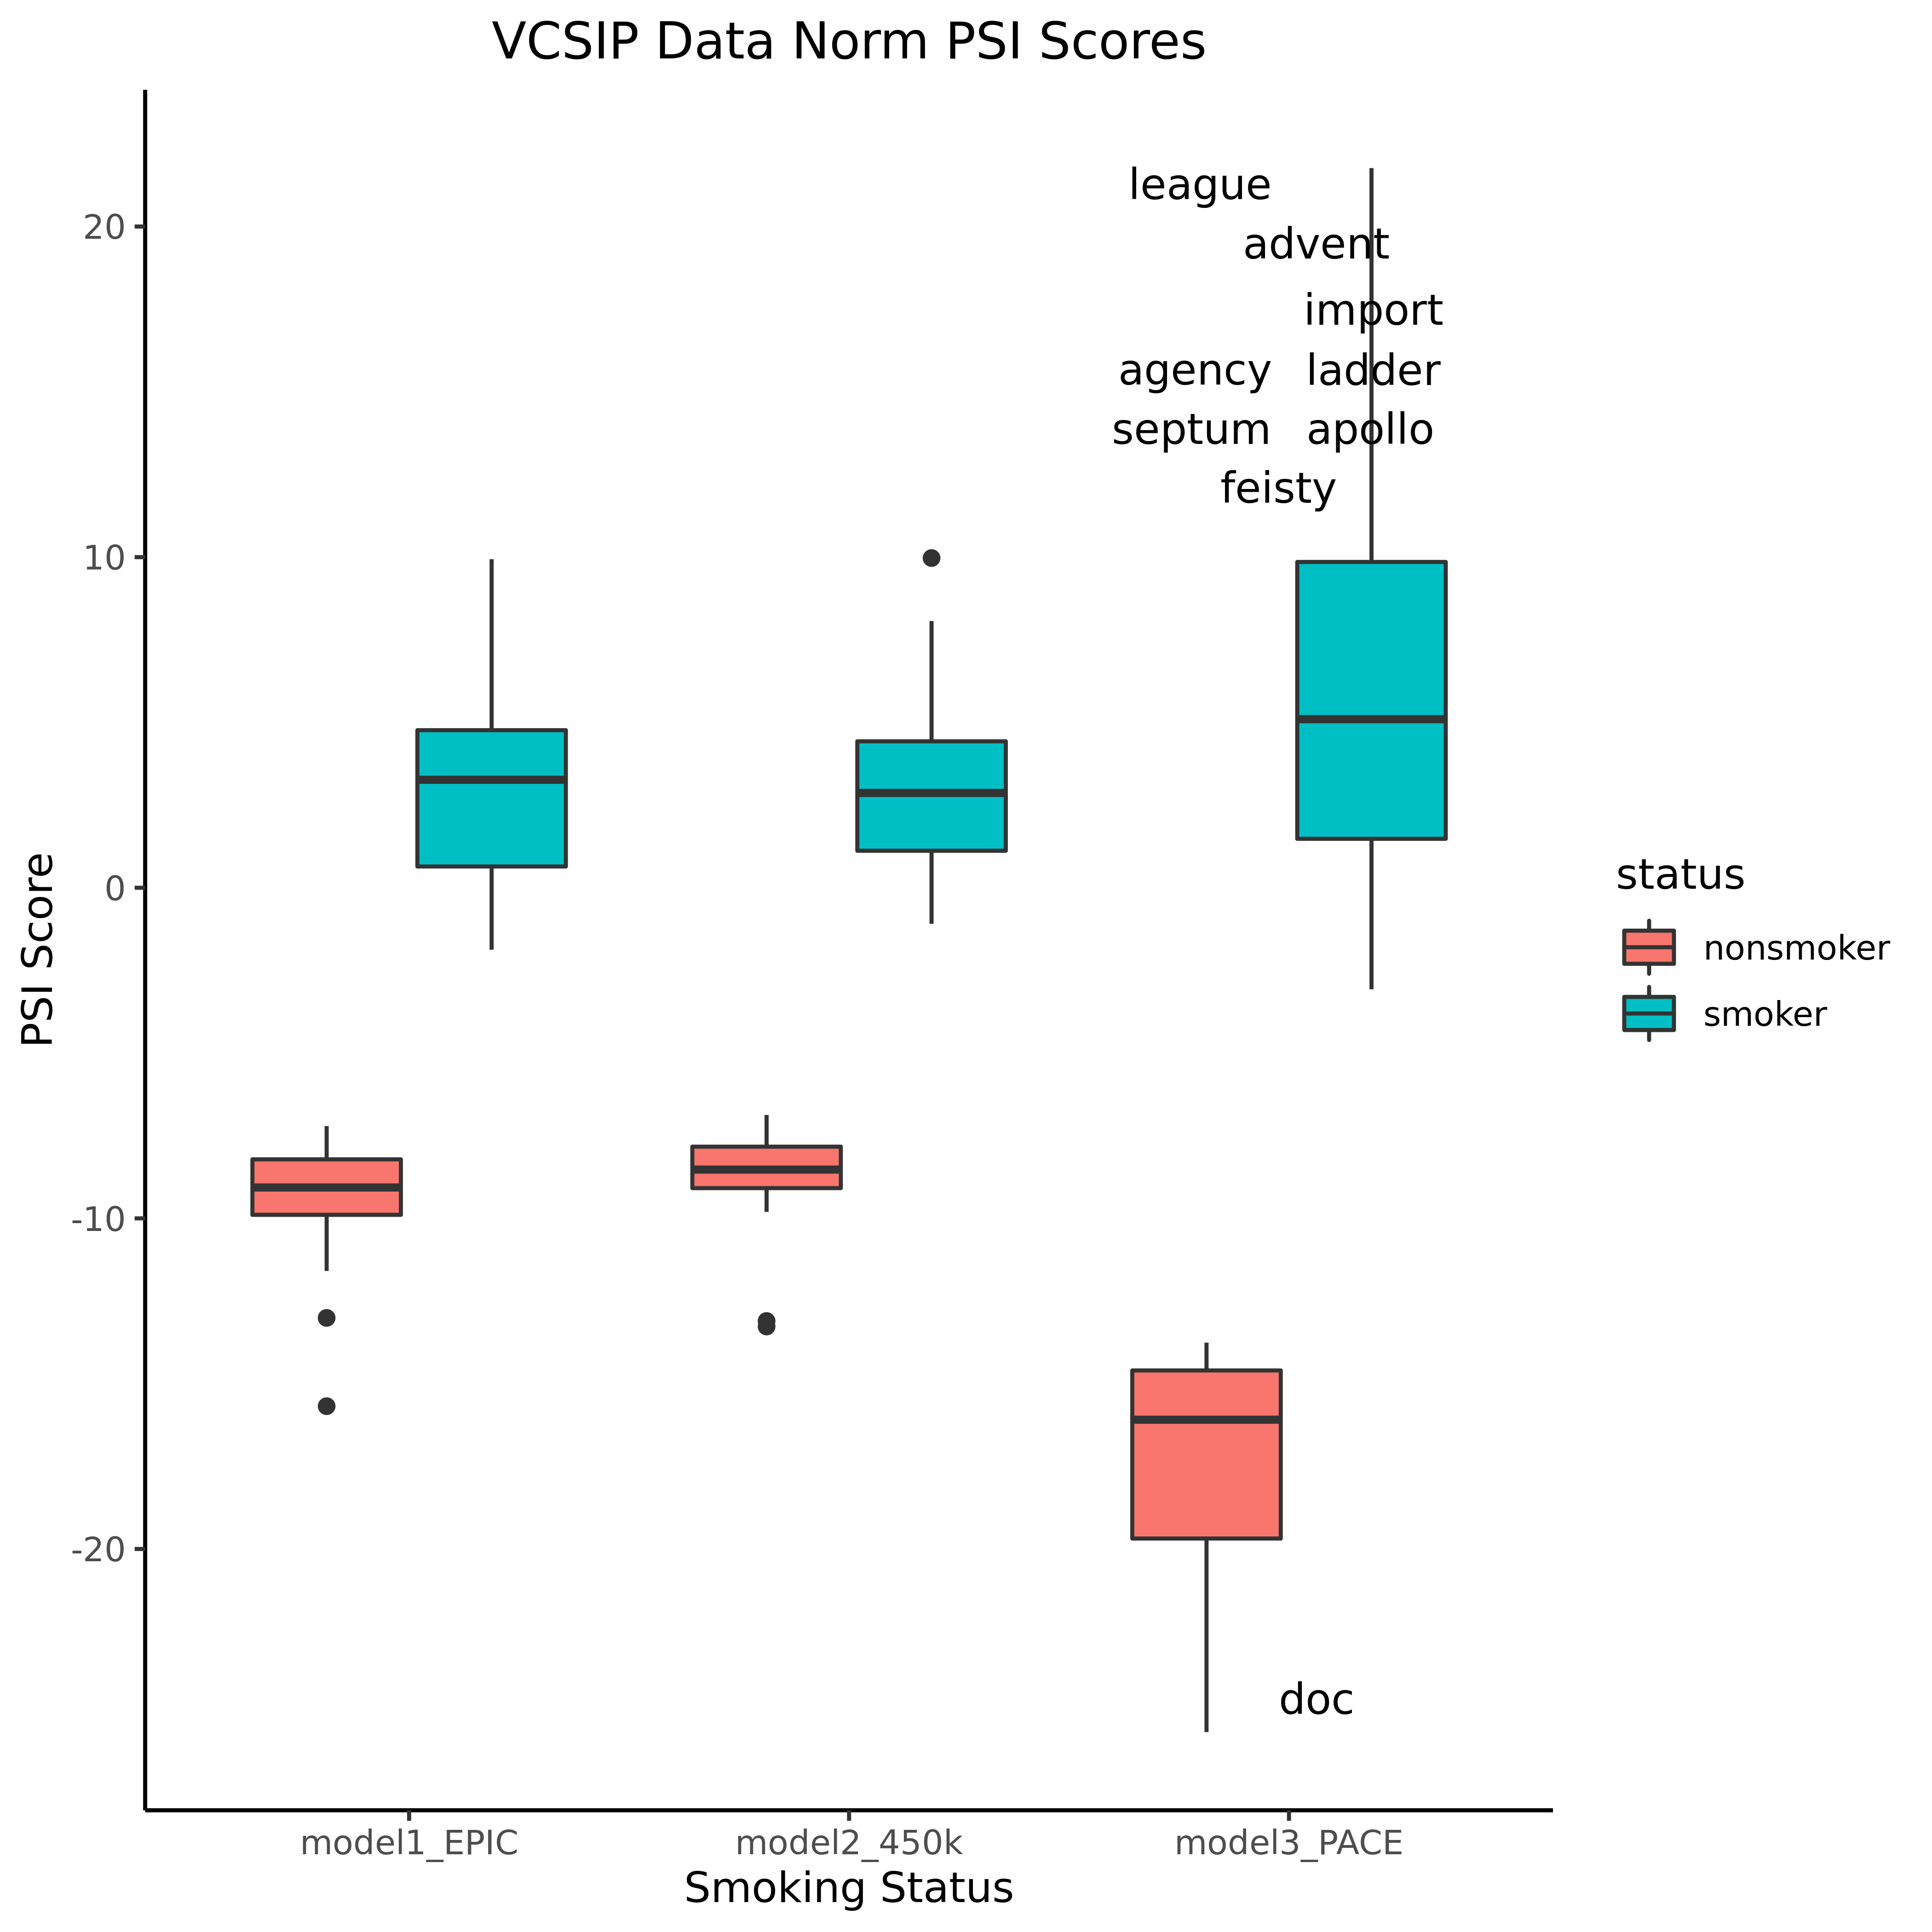 VCSIP Data Norm PSI Scores
league
20
advent
import
agency ladder
septum apollo
feisty
10
PSI Score
0
status
nonsmoker
smoker
-10
-20
doc
model1_EPIC model2_450k model3_PACE
Smoking Status